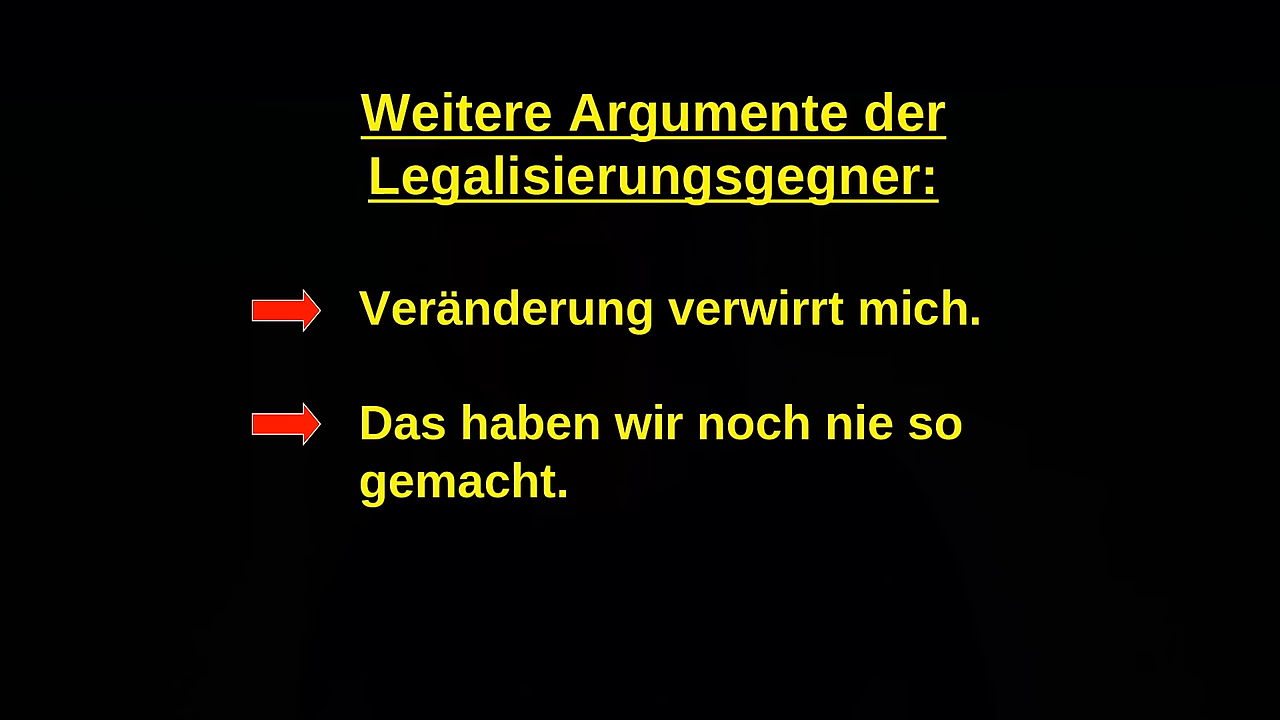 Weitere Argumente der
Legalisierungsgegner:
Veränderung verwirrt mich.
Das haben wir noch nie so
gemacht.